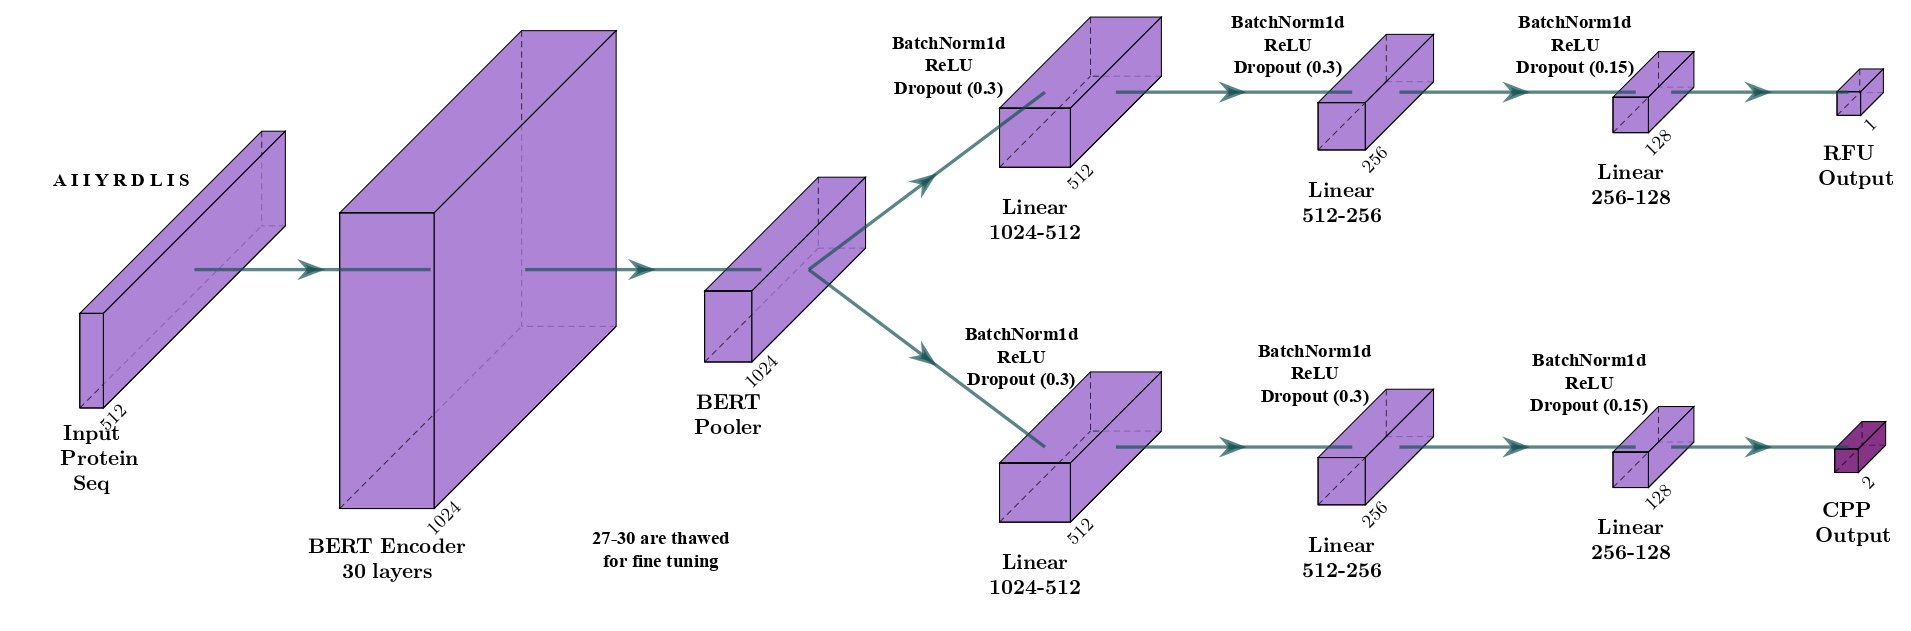 A I I Y R D L I S
512
Input
Protein
Seq
1024
BERT Encoder
30 layers
27-30 are thawed
for fine tuning
1024
BERT
Pooler
BatchNorm1d
ReLU
Dropout (0.3)
512
Linear
1024-512
BatchNorm1d
ReLU
Dropout (0.3)
256
Linear
512-256
BatchNorm1d
ReLU
Dropout (0.15)
128
Linear
256-128
1
RFU
Output
BatchNorm1d
ReLU
Dropout (0.3)
512
Linear
1024-512
BatchNorm1d
ReLU
Dropout (0.3)
256
Linear
512-256
BatchNorm1d
ReLU
Dropout (0.15)
128
Linear
256-128
2
CPP
Output